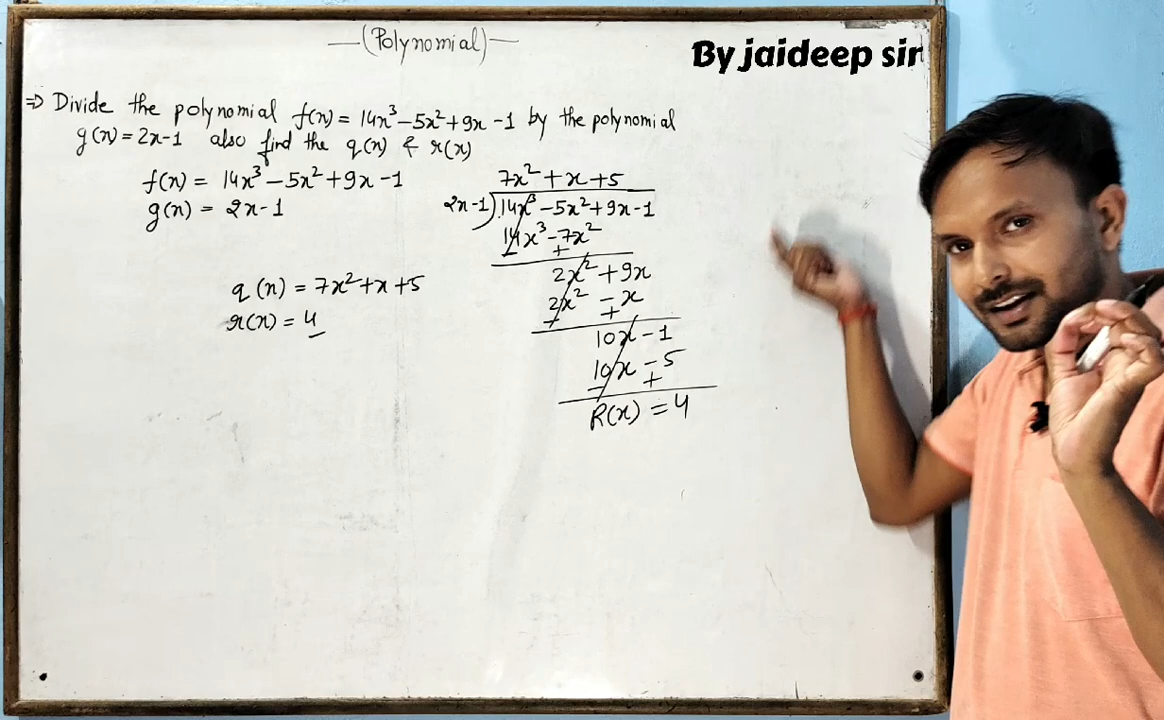 —(Polynomial)—
By jaideep sir
⇒ Divide the polynomial f(x) = 14x³ - 5x² + 9x - 1 by the polynomial
g(x) = 2x - 1 also find the q(x) & r(x)
f(x) = 14x³ - 5x² + 9x - 1
g(x) = 2x - 1
q(x) = 7x² + x + 5
r(x) = 4
7x² + x + 5
2x - 1) 14x³ - 5x² + 9x - 1
14x³ - 7x²
- +
2x² + 9x
2x² - x
- +
10x - 1
10x - 5
- +
R(x) = 4